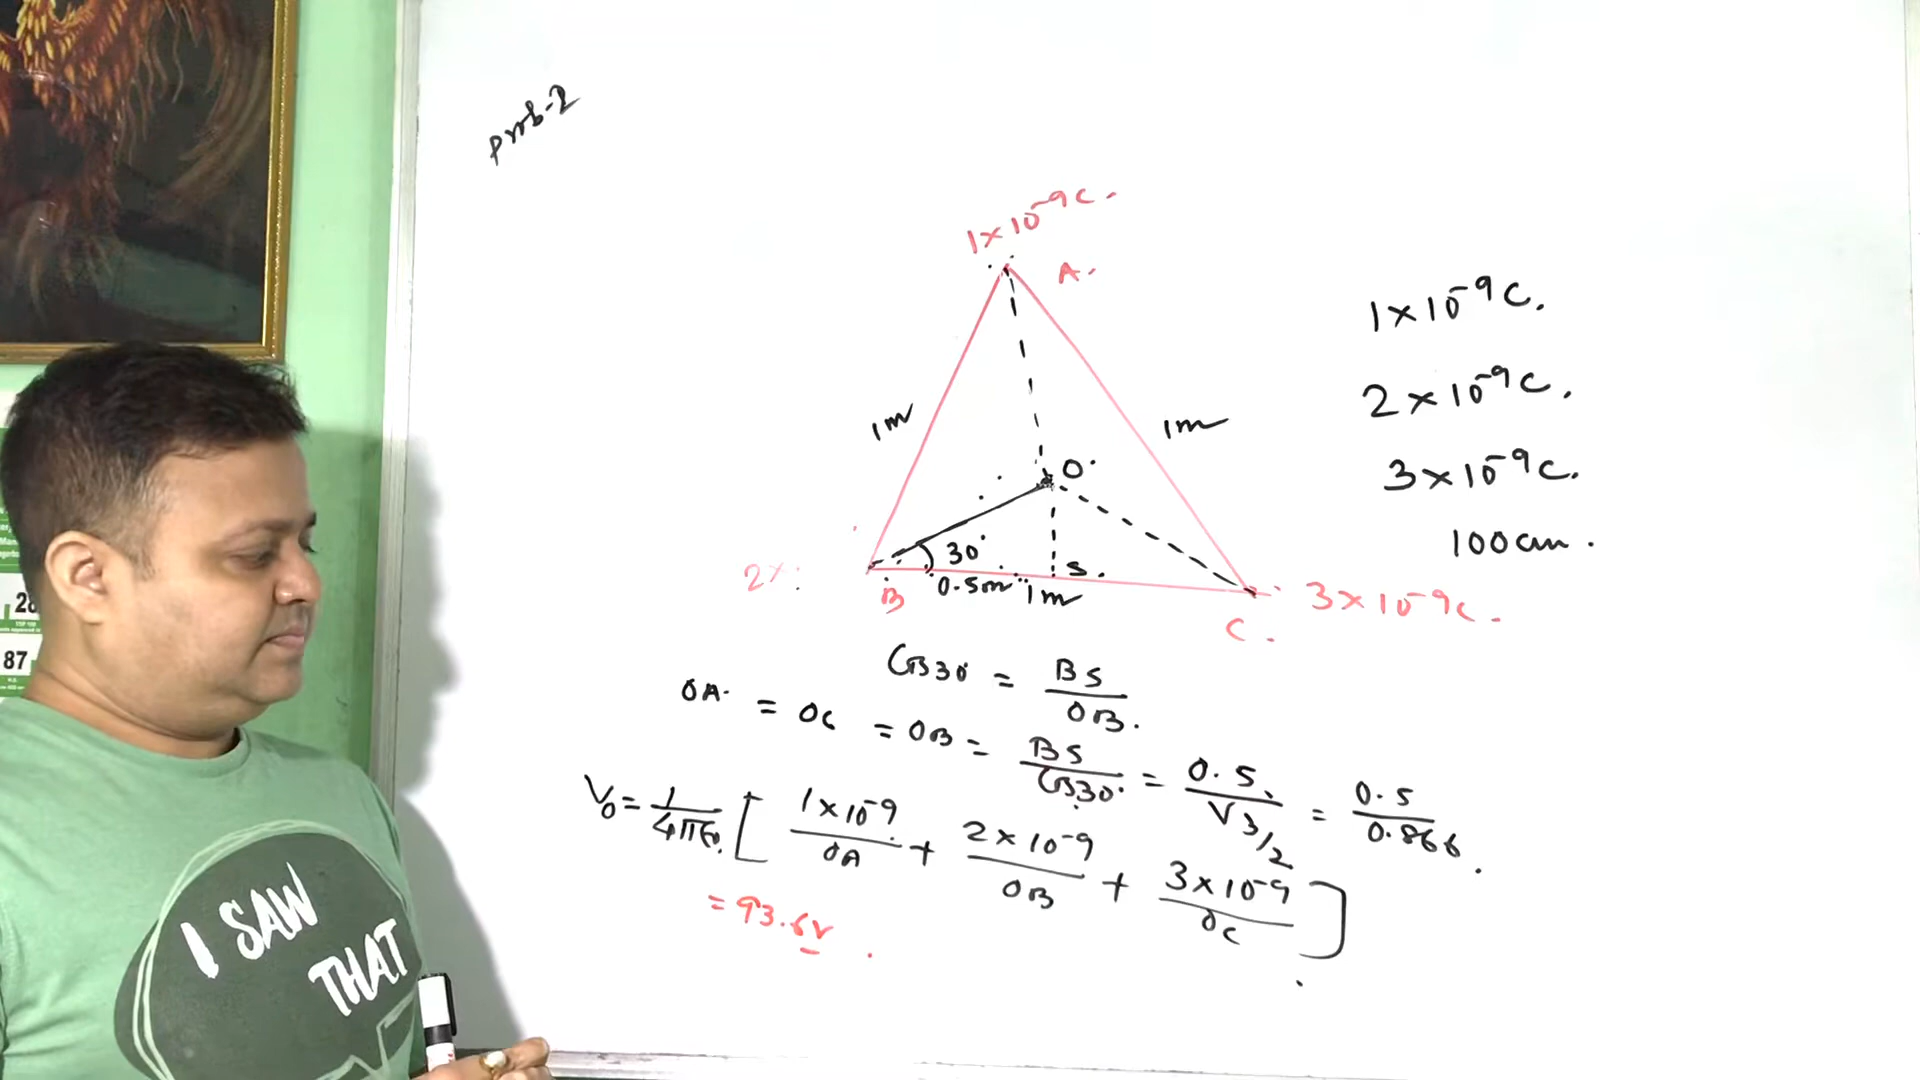 Prob-2
1×10⁻⁹C.
A.
1×10⁻⁹C.
2×10⁻⁹C.
3×10⁻⁹C.
100cm.
1m
1m
O.
30°
S.
0.5m
1m
2×
B
C.
3×10⁻⁹C.
Cos30° = BS/OB.
OA = OC = OB = BS/Cos30° = 0.5/√3/2 = 0.5/0.866.
V₀ = 1/4πε₀ [1×10⁻⁹/OA + 2×10⁻⁹/OB + 3×10⁻⁹/OC]
= 93.6V.
I SAW
THAT
28
87